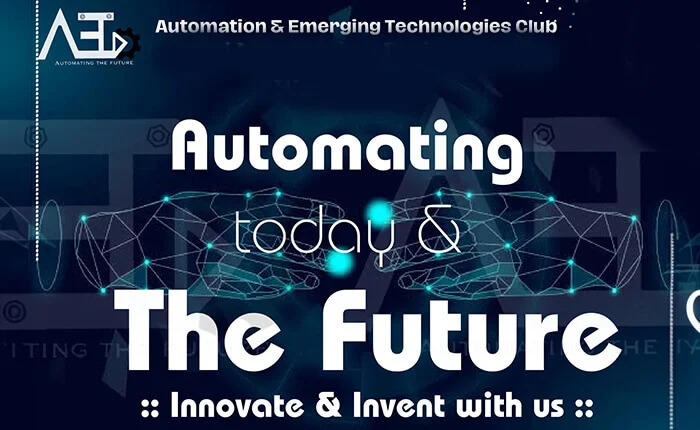 AET
AUTOMATING THE FUTURE
Automation & Emerging Technologies Club
Automating
today &
The Future
:: Innovate & Invent with us ::